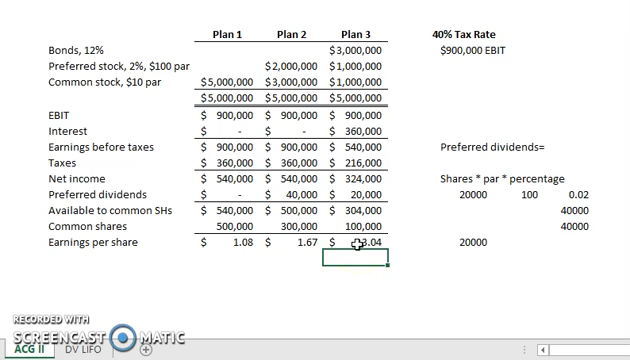 Plan 1 Plan 2 Plan 3 40% Tax Rate
Bonds, 12% $3,000,000 $900,000 EBIT
Preferred stock, 2%, $100 par $2,000,000 $1,000,000
Common stock, $10 par $5,000,000 $3,000,000 $1,000,000
$5,000,000 $5,000,000 $5,000,000
EBIT $ 900,000 $ 900,000 $ 900,000
Interest $ - $ - $ 360,000
Earnings before taxes $ 900,000 $ 900,000 $ 540,000 Preferred dividends=
Taxes $ 360,000 $ 360,000 $ 216,000
Net income $ 540,000 $ 540,000 $ 324,000 Shares * par * percentage
Preferred dividends $ - $ 40,000 $ 20,000 20000 100 0.02
Available to common SHs $ 540,000 $ 500,000 $ 304,000 40000
Common shares 500,000 300,000 100,000 40000
Earnings per share $ 1.08 $ 1.67 $ 3.04 20000
RECORDED WITH
SCREENCAST MATIC
ACG II DV LIFO